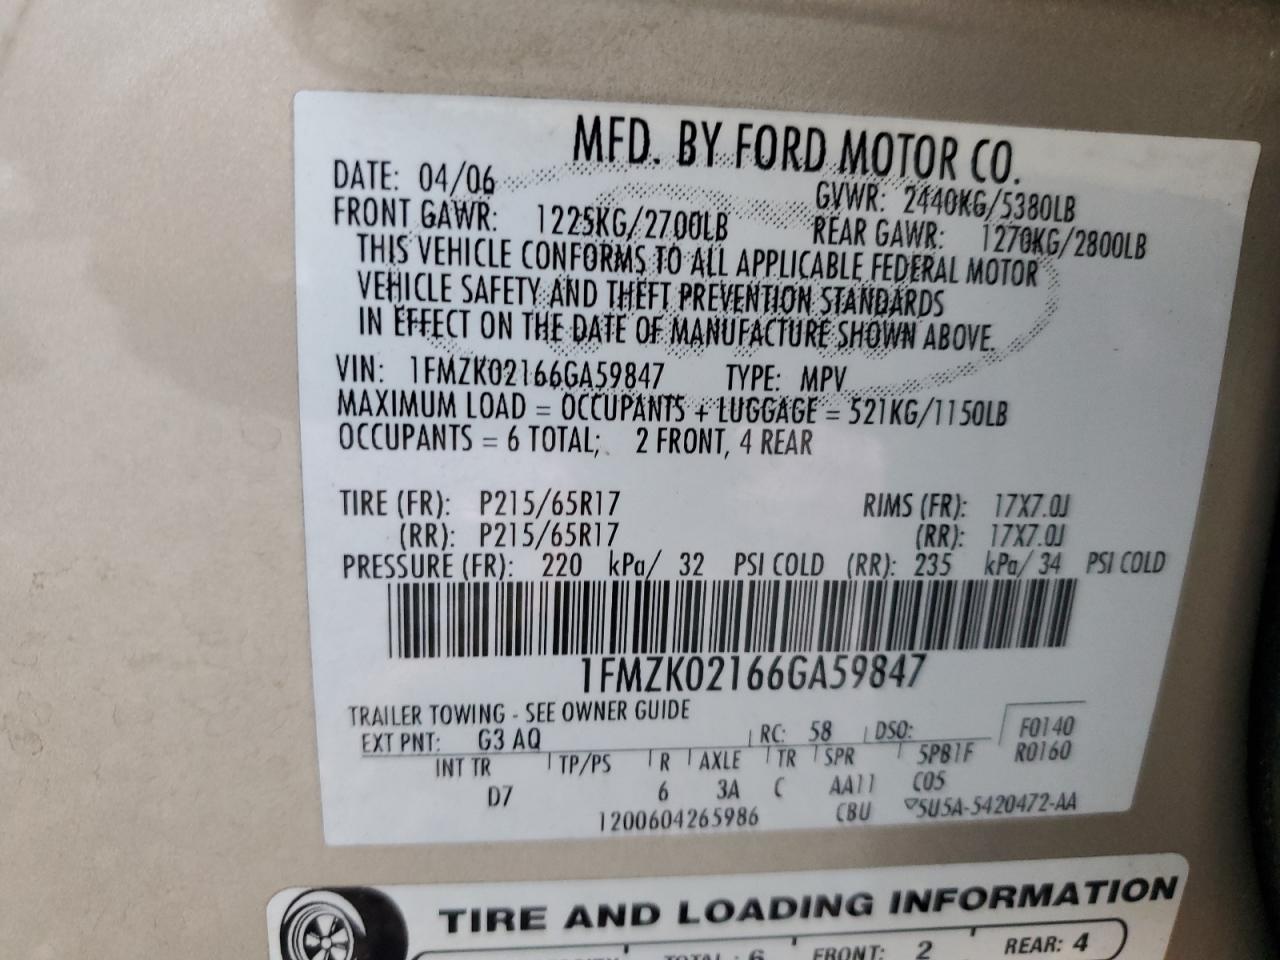 MFD. BY FORD MOTOR CO.
DATE: 04/06 GVWR: 2440KG/5380LB
FRONT GAWR: 1225KG/2700LB REAR GAWR: 1270KG/2800LB
THIS VEHICLE CONFORMS TO ALL APPLICABLE FEDERAL MOTOR
VEHICLE SAFETY AND THEFT PREVENTION STANDARDS
IN EFFECT ON THE DATE OF MANUFACTURE SHOWN ABOVE.
VIN: 1FMZK02166GA59847 TYPE: MPV
MAXIMUM LOAD = OCCUPANTS + LUGGAGE = 521KG/1150LB
OCCUPANTS = 6 TOTAL; 2 FRONT, 4 REAR
TIRE (FR): P215/65R17 RIMS (FR): 17X7.0J
(RR): P215/65R17 (RR): 17X7.0J
PRESSURE (FR): 220 kPa/ 32 PSI COLD (RR): 235 kPa/ 34 PSI COLD
1FMZK02166GA59847
TRAILER TOWING - SEE OWNER GUIDE
EXT PNT: G3 AQ RC: 58 DSO: F0140
INT TR TP/PS R AXLE TR SPR 5P81F R0160
D7 6 3A C AA11 C05
1200604265986 CBU 5U5A-5420472-AA
TIRE AND LOADING INFORMATION
TOTAL : 6 FRONT: 2 REAR: 4